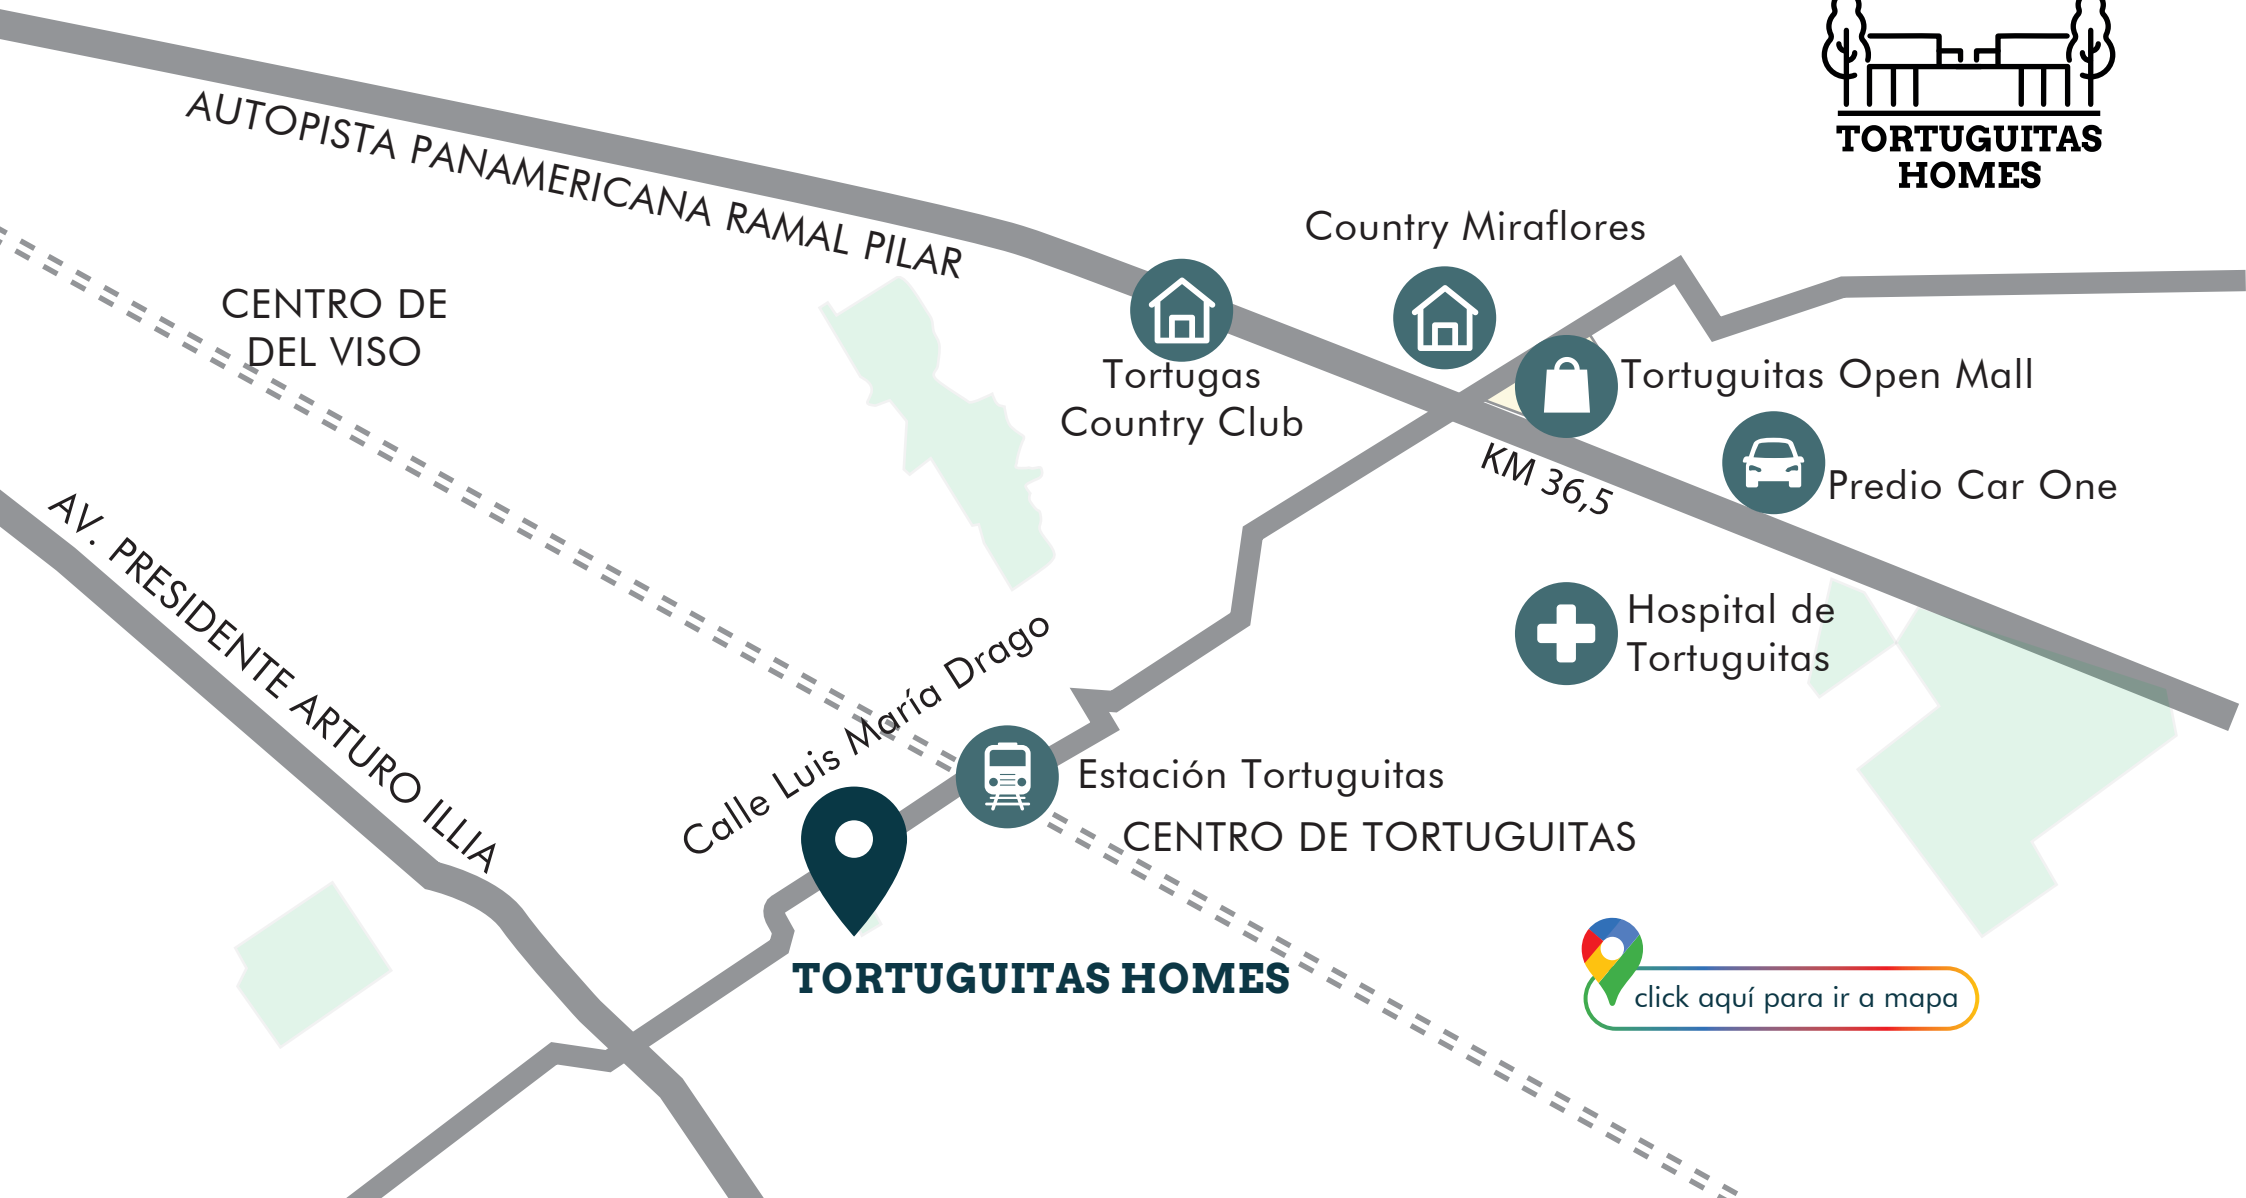 TORTUGUITAS
HOMES
AUTOPISTA PANAMERICANA RAMAL PILAR
Country Miraflores
CENTRO DE
DEL VISO
Tortugas
Country Club
Tortuguitas Open Mall
KM 36,5
Predio Car One
AV. PRESIDENTE ARTURO ILLIA
Hospital de
Tortuguitas
Calle Luis María Drago
Estación Tortuguitas
CENTRO DE TORTUGUITAS
TORTUGUITAS HOMES
click aquí para ir a mapa